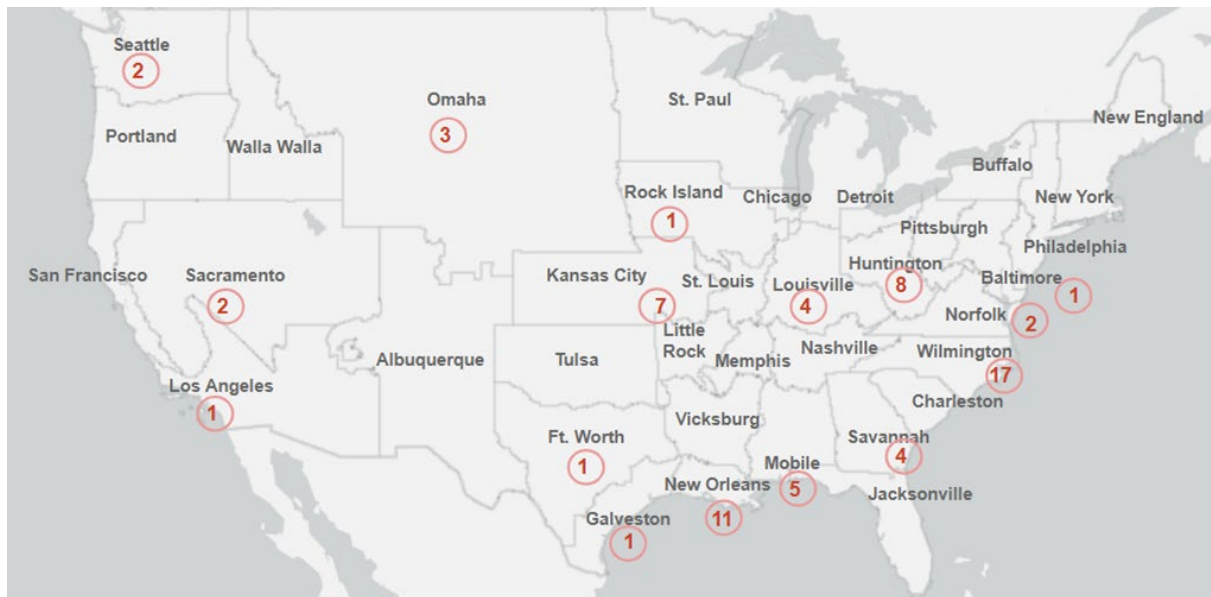 Seattle
2
Omaha
3
St. Paul
New England
Portland
Walla Walla
Buffalo
Rock Island
1
Chicago
Detroit
New York
Pittsburgh
Philadelphia
San Francisco
Sacramento
2
Kansas City
7
St. Louis
Louisville
4
Huntington
8
Baltimore
1
Norfolk
2
Albuquerque
Tulsa
Little
Rock
Memphis
Nashville
Wilmington
17
Los Angeles
1
Charleston
Vicksburg
Ft. Worth
1
Savannah
4
Mobile
5
New Orleans
11
Jacksonville
Galveston
1